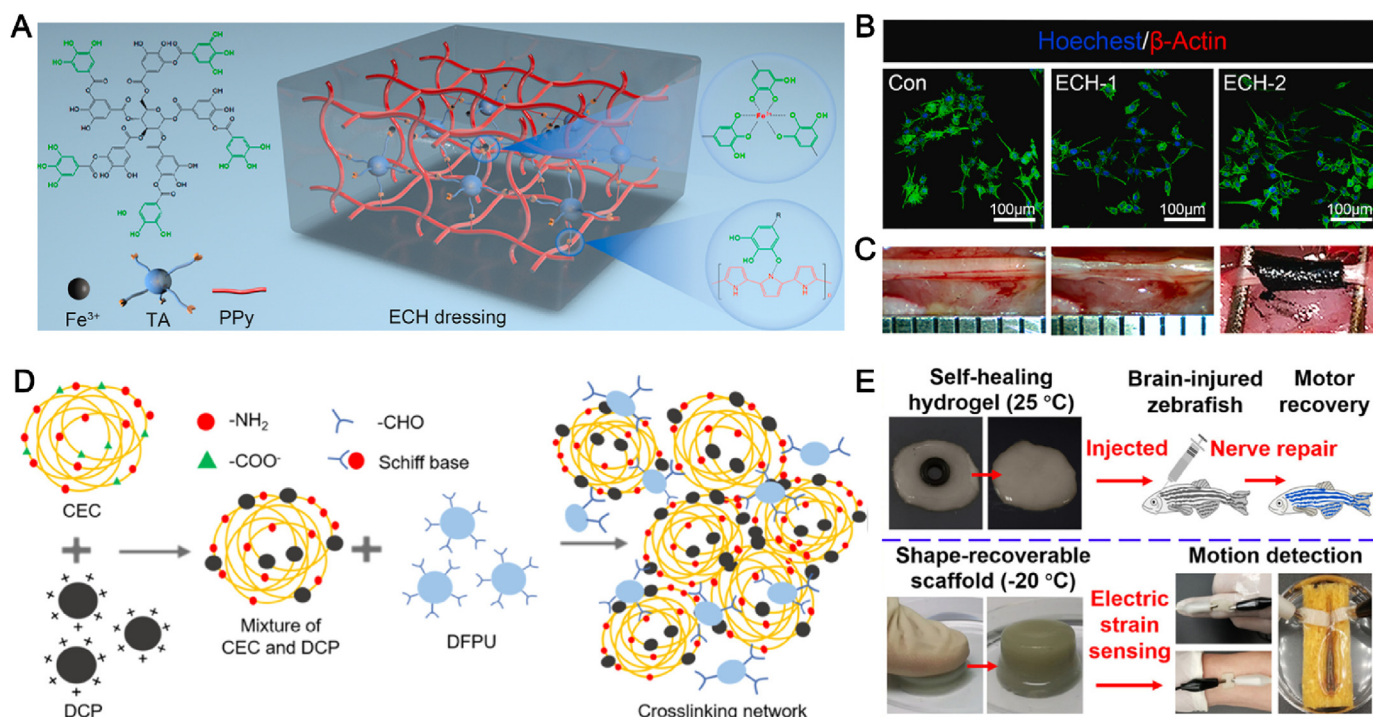 A
Fe³⁺
TA
PPy
ECH dressing
B
Hoechest/β-Actin
Con
ECH-1
ECH-2
100μm
100μm
100μm
C
D
CEC
-NH₂
-COO⁻
-CHO
Schiff base
DCP
Mixture of
CEC and DCP
DFPU
Crosslinking network
E
Self-healing
hydrogel (25 °C)
Brain-injured
zebrafish
Motor
recovery
Injected
Nerve repair
Shape-recoverable
scaffold (-20 °C)
Electric
strain
sensing
Motion detection